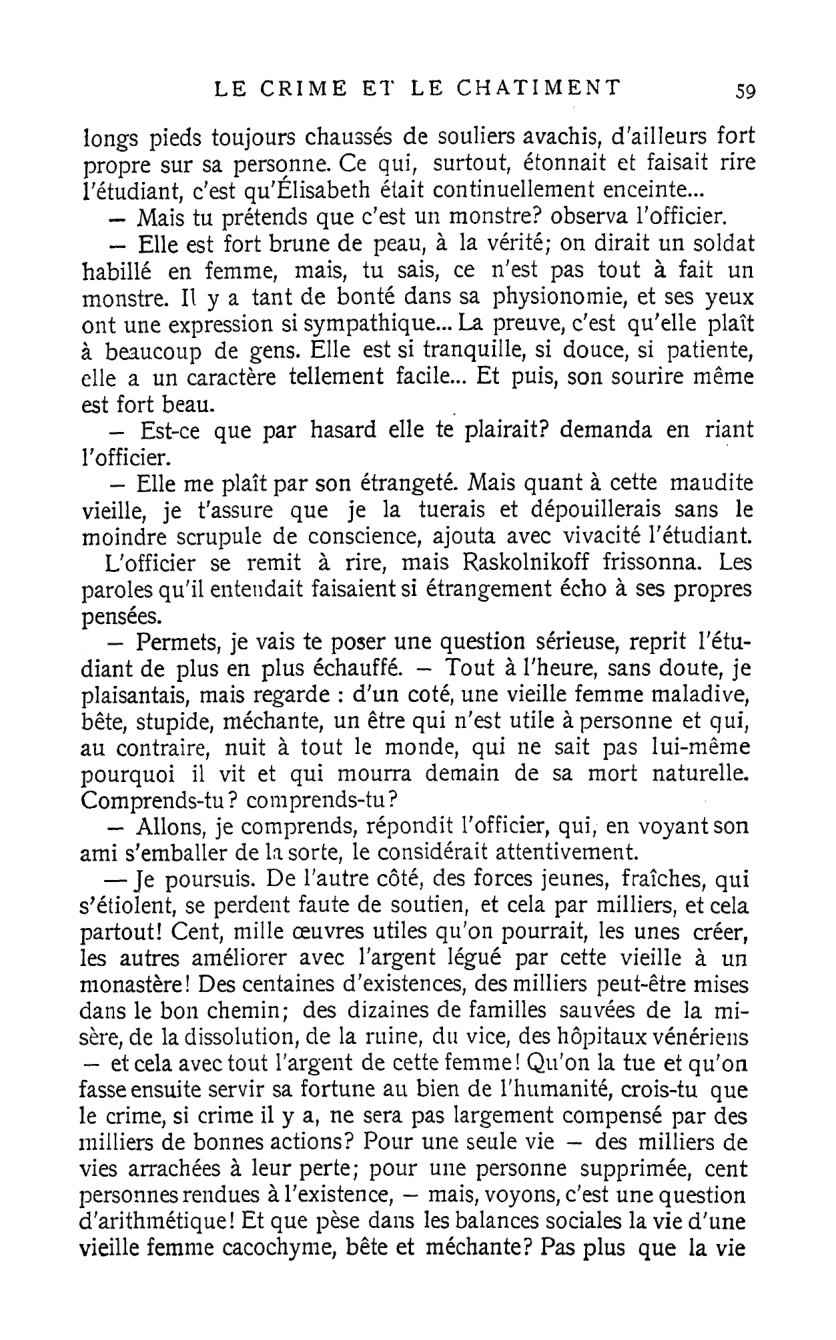 LE CRIME ET LE CHATIMENT 59
longs pieds toujours chaussés de souliers avachis, d'ailleurs fort
propre sur sa personne. Ce qui, surtout, étonnait et faisait rire
l'étudiant, c'est qu'Élisabeth était continuellement enceinte...
— Mais tu prétends que c'est un monstre? observa l'officier.
— Elle est fort brune de peau, à la vérité; on dirait un soldat
habillé en femme, mais, tu sais, ce n'est pas tout à fait un
monstre. Il y a tant de bonté dans sa physionomie, et ses yeux
ont une expression si sympathique... La preuve, c'est qu'elle plaît
à beaucoup de gens. Elle est si tranquille, si douce, si patiente,
elle a un caractère tellement facile... Et puis, son sourire même
est fort beau.
— Est-ce que par hasard elle te plairait? demanda en riant
l'officier.
— Elle me plaît par son étrangeté. Mais quant à cette maudite
vieille, je t'assure que je la tuerais et dépouillerais sans le
moindre scrupule de conscience, ajouta avec vivacité l'étudiant.
L'officier se remit à rire, mais Raskolnikoff frissonna. Les
paroles qu'il entendait faisaient si étrangement écho à ses propres
pensées.
— Permets, je vais te poser une question sérieuse, reprit l'étu-
diant de plus en plus échauffé. — Tout à l'heure, sans doute, je
plaisantais, mais regarde : d'un coté, une vieille femme maladive,
bête, stupide, méchante, un être qui n'est utile à personne et qui,
au contraire, nuit à tout le monde, qui ne sait pas lui-même
pourquoi il vit et qui mourra demain de sa mort naturelle.
Comprends-tu? comprends-tu?
— Allons, je comprends, répondit l'officier, qui, en voyant son
ami s'emballer de la sorte, le considérait attentivement.
— Je poursuis. De l'autre côté, des forces jeunes, fraîches, qui
s'étiolent, se perdent faute de soutien, et cela par milliers, et cela
partout! Cent, mille œuvres utiles qu'on pourrait, les unes créer,
les autres améliorer avec l'argent légué par cette vieille à un
monastère! Des centaines d'existences, des milliers peut-être mises
dans le bon chemin; des dizaines de familles sauvées de la mi-
sère, de la dissolution, de la ruine, du vice, des hôpitaux vénériens
— et cela avec tout l'argent de cette femme! Qu'on la tue et qu'on
fasse ensuite servir sa fortune au bien de l'humanité, crois-tu que
le crime, si crime il y a, ne sera pas largement compensé par des
milliers de bonnes actions? Pour une seule vie — des milliers de
vies arrachées à leur perte; pour une personne supprimée, cent
personnes rendues à l'existence, — mais, voyons, c'est une question
d'arithmétique! Et que pèse dans les balances sociales la vie d'une
vieille femme cacochyme, bête et méchante? Pas plus que la vie